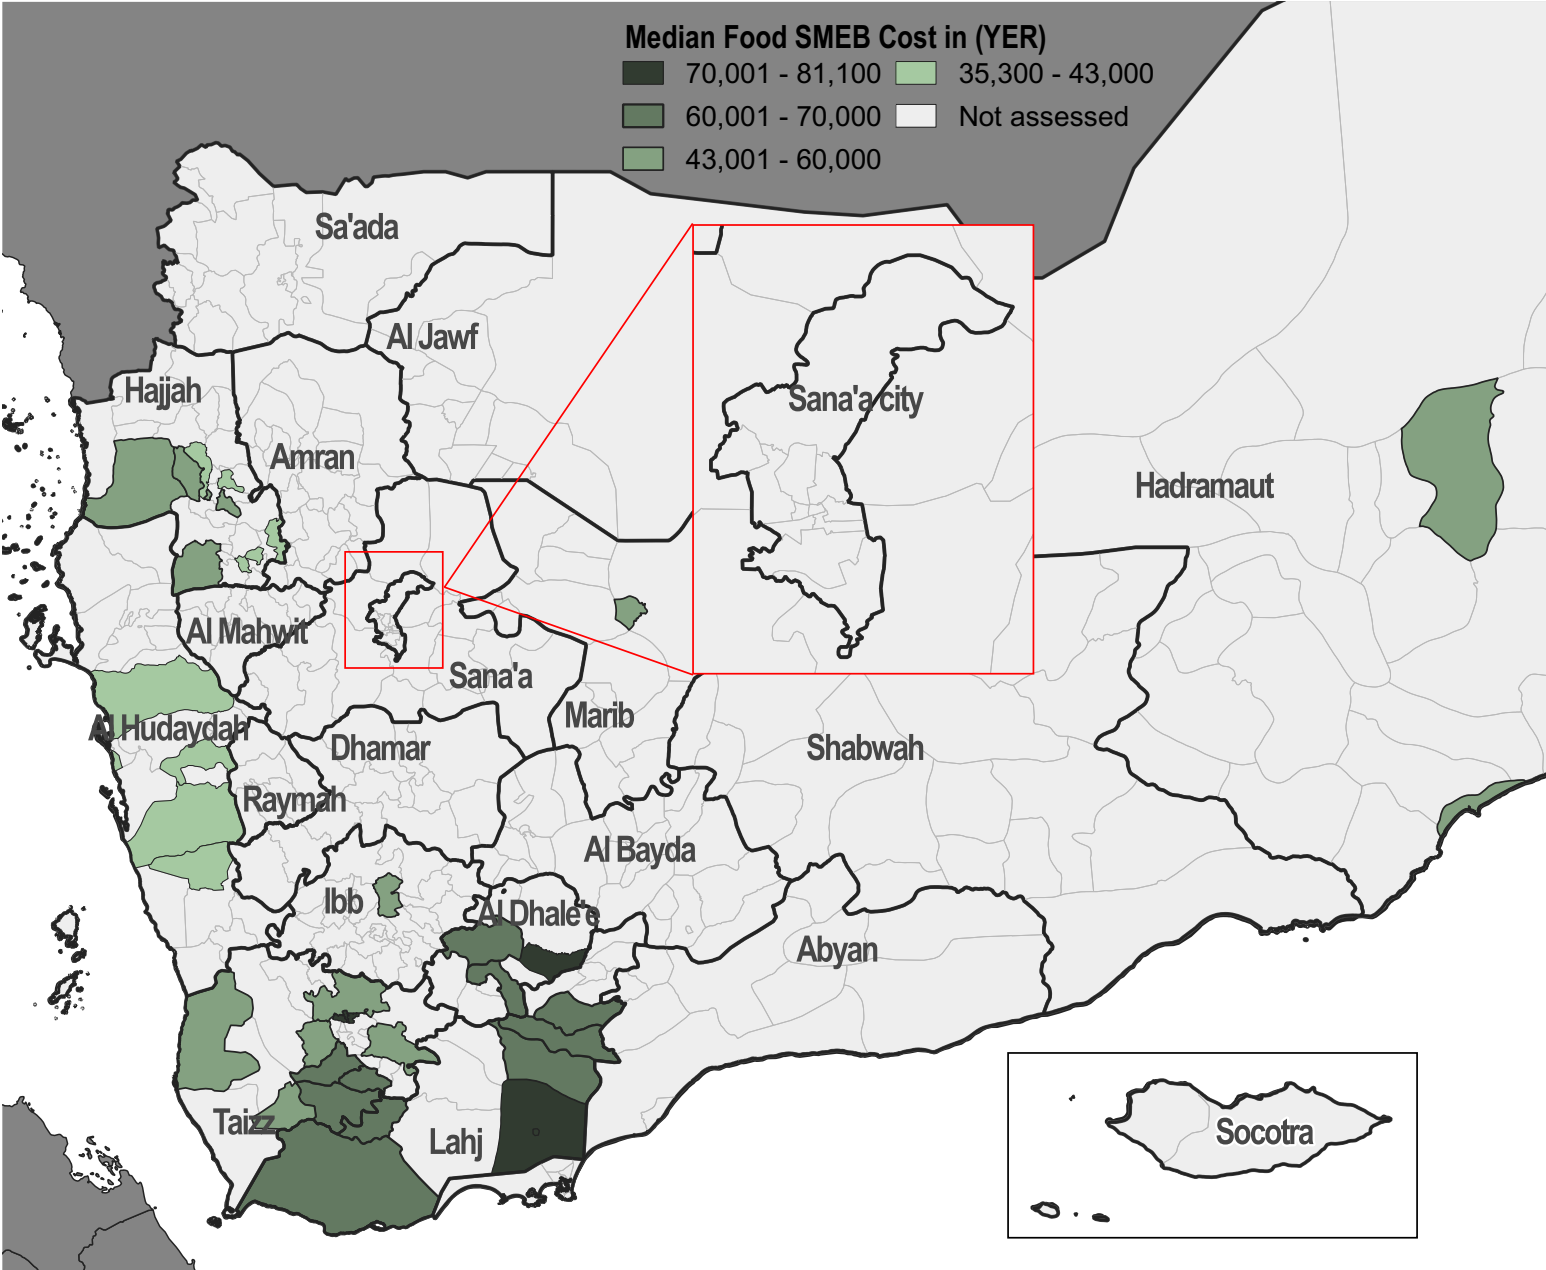 Median Food SMEB Cost in (YER)
70,001 - 81,100
35,300 - 43,000
60,001 - 70,000
Not assessed
43,001 - 60,000
Sa'ada
Al Jawf
Hajjah
Sana'a city
Amran
Hadramaut
Al Mahwit
Sana'a
Marib
Al Hudaydah
Dhamar
Shabwah
Raymah
Al Bayda
Ibb
Al Dhale'e
Abyan
Taizz
Lahj
Socotra